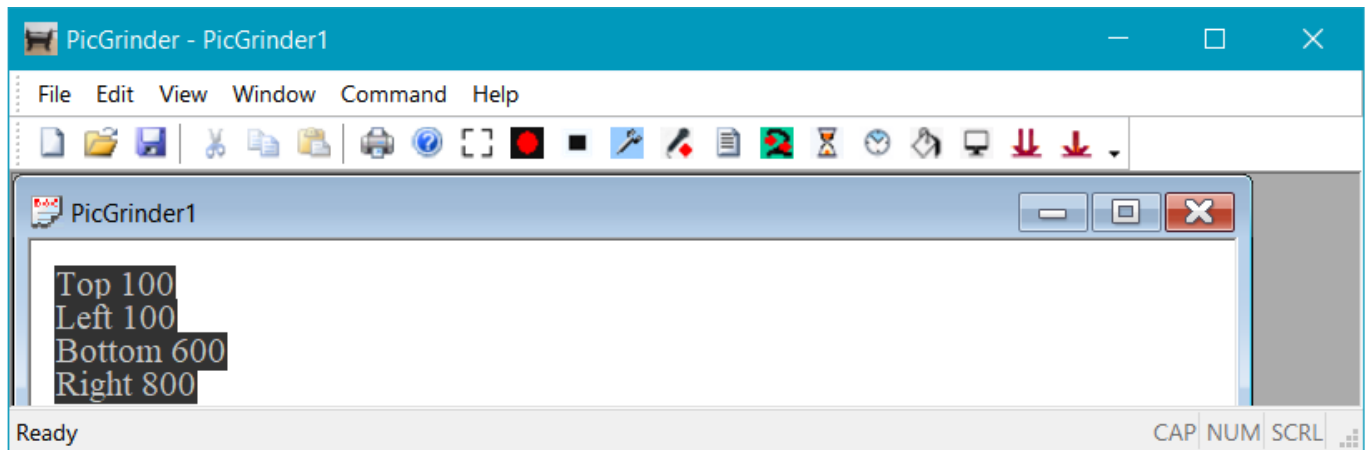 PicGrinder - PicGrinder1
File Edit View Window Command Help
PicGrinder1
Top 100
Left 100
Bottom 600
Right 800
Ready CAP NUM SCRL